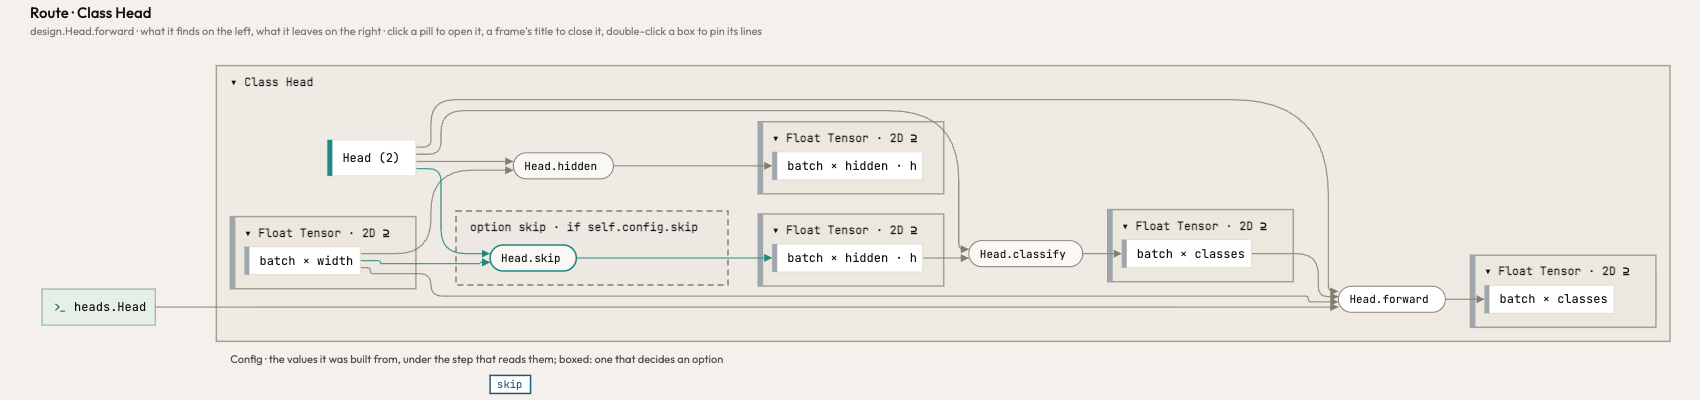 Route · Class Head
design.Head.forward · what it finds on the left, what it leaves on the right · click a pill to open it, a frame's title to close it, double-click a box to pin its lines
▾ Class Head
▾ Float Tensor · 2D ⊇
Head (2)
Head.hidden
batch × hidden · h
option skip · if self.config.skip
▾ Float Tensor · 2D ⊇
▾ Float Tensor · 2D ⊇
▾ Float Tensor · 2D ⊇
batch × width
Head.skip
batch × hidden · h
Head.classify
batch × classes
▾ Float Tensor · 2D ⊇
>_ heads.Head
Head.forward
batch × classes
Config · the values it was built from, under the step that reads them; boxed: one that decides an option
skip